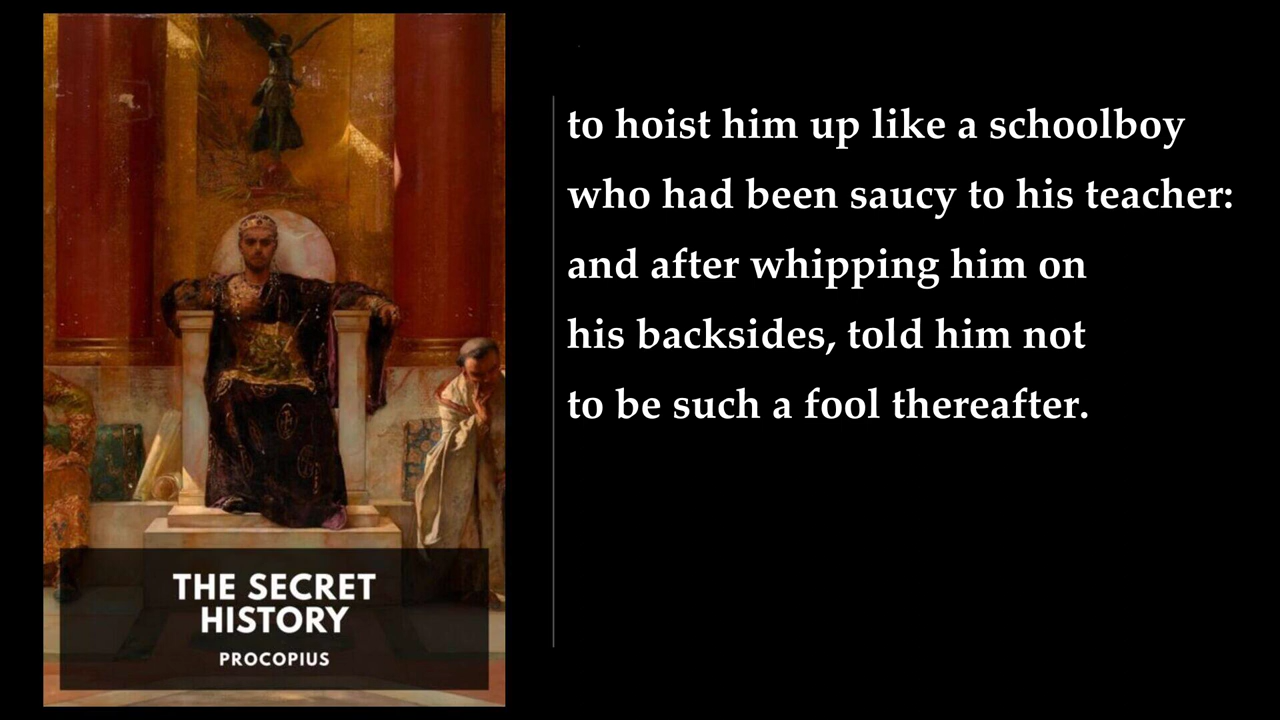 THE SECRET
HISTORY
PROCOPIUS
to hoist him up like a schoolboy
who had been saucy to his teacher:
and after whipping him on
his backsides, told him not
to be such a fool thereafter.